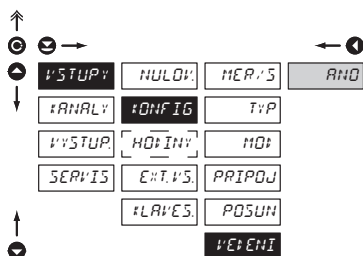 VSTUPY NULOV. MER/S ANO
KANALY KONFIG TYP
VYSTUP. HODINY MOD
SERVIS EXT.VS. PRIPOJ
KLAVES. POSUN
VEDENI